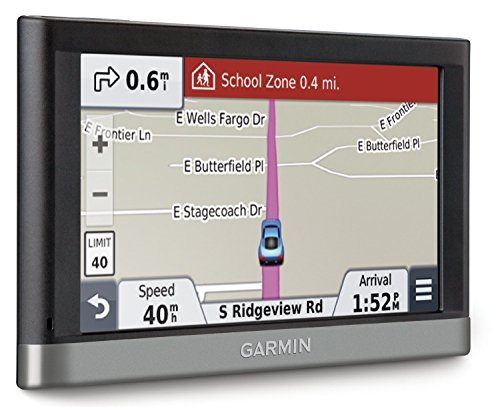 0.6 mi
School Zone 0.4 mi.
E Wells Fargo Dr
E Frontier
E Frontier Ln
E Butterfield Pl
E Butterfield Pl
E Stagecoach Dr
LIMIT
40
Speed
40 mh
S Ridgeview Rd
Arrival
1:52 PM
GARMIN